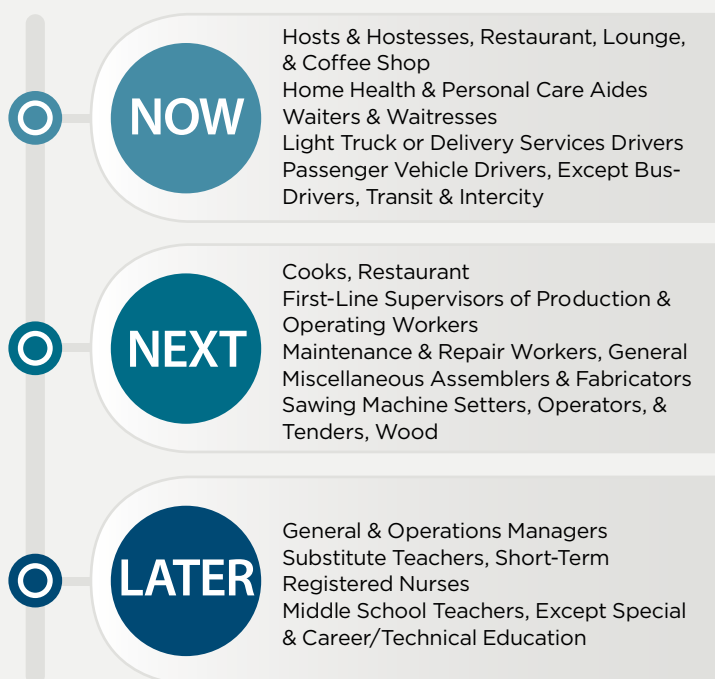 NOW
Hosts & Hostesses, Restaurant, Lounge,
& Coffee Shop
Home Health & Personal Care Aides
Waiters & Waitresses
Light Truck or Delivery Services Drivers
Passenger Vehicle Drivers, Except Bus-
Drivers, Transit & Intercity
NEXT
Cooks, Restaurant
First-Line Supervisors of Production &
Operating Workers
Maintenance & Repair Workers, General
Miscellaneous Assemblers & Fabricators
Sawing Machine Setters, Operators, &
Tenders, Wood
LATER
General & Operations Managers
Substitute Teachers, Short-Term
Registered Nurses
Middle School Teachers, Except Special
& Career/Technical Education